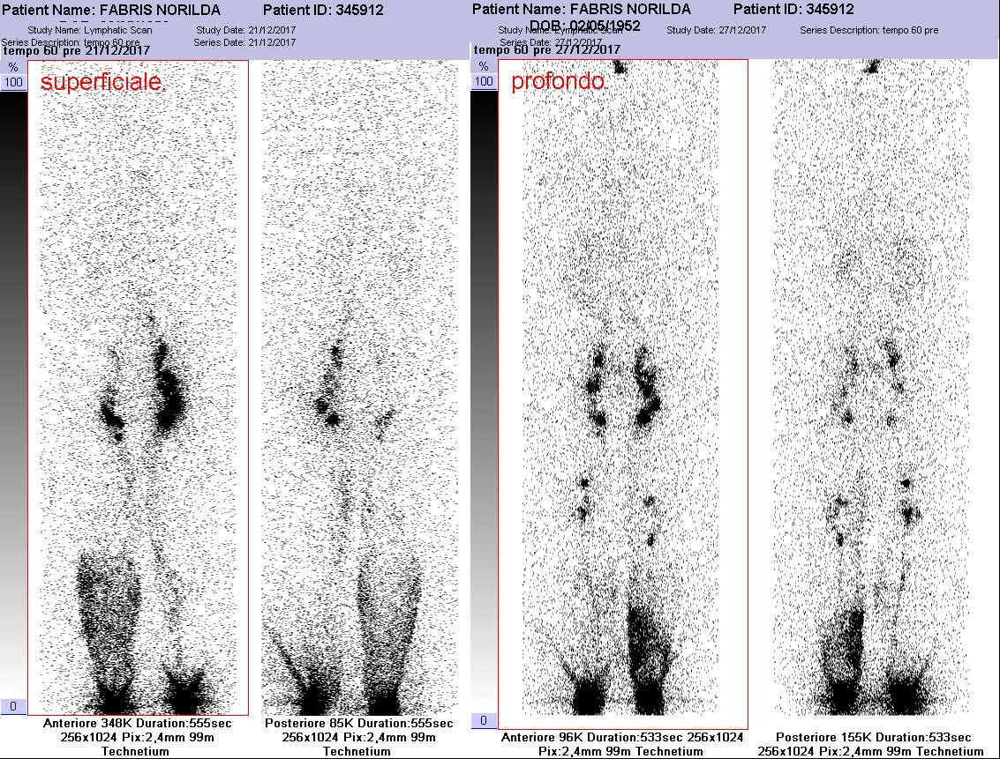 Patient Name: FABRIS NORILDA Patient ID: 345912
Study Name: Lymphatic Scan Study Date: 21/12/2017
Series Description: tempo 60 pre Series Date: 21/12/2017
tempo 60 pre 21/12/2017
%
100
superficiale.
0
Anteriore 348K Duration:555sec
256x1024 Pix:2,4mm 99m
Technetium
Posteriore 85K Duration:555sec
256x1024 Pix:2,4mm 99m
Technetium
Patient Name: FABRIS NORILDA Patient ID: 345912
DOB: 02/05/1952
Study Name: Lymphatic Scan Study Date: 27/12/2017 Series Description: tempo 60 pre
Series Date: 27/12/2017
tempo 60 pre 27/12/2017
%
100
profondo.
0
Anteriore 96K Duration:533sec 256x1024
Pix:2,4mm 99m Technetium
Posteriore 155K Duration:533sec
256x1024 Pix:2,4mm 99m Technetium